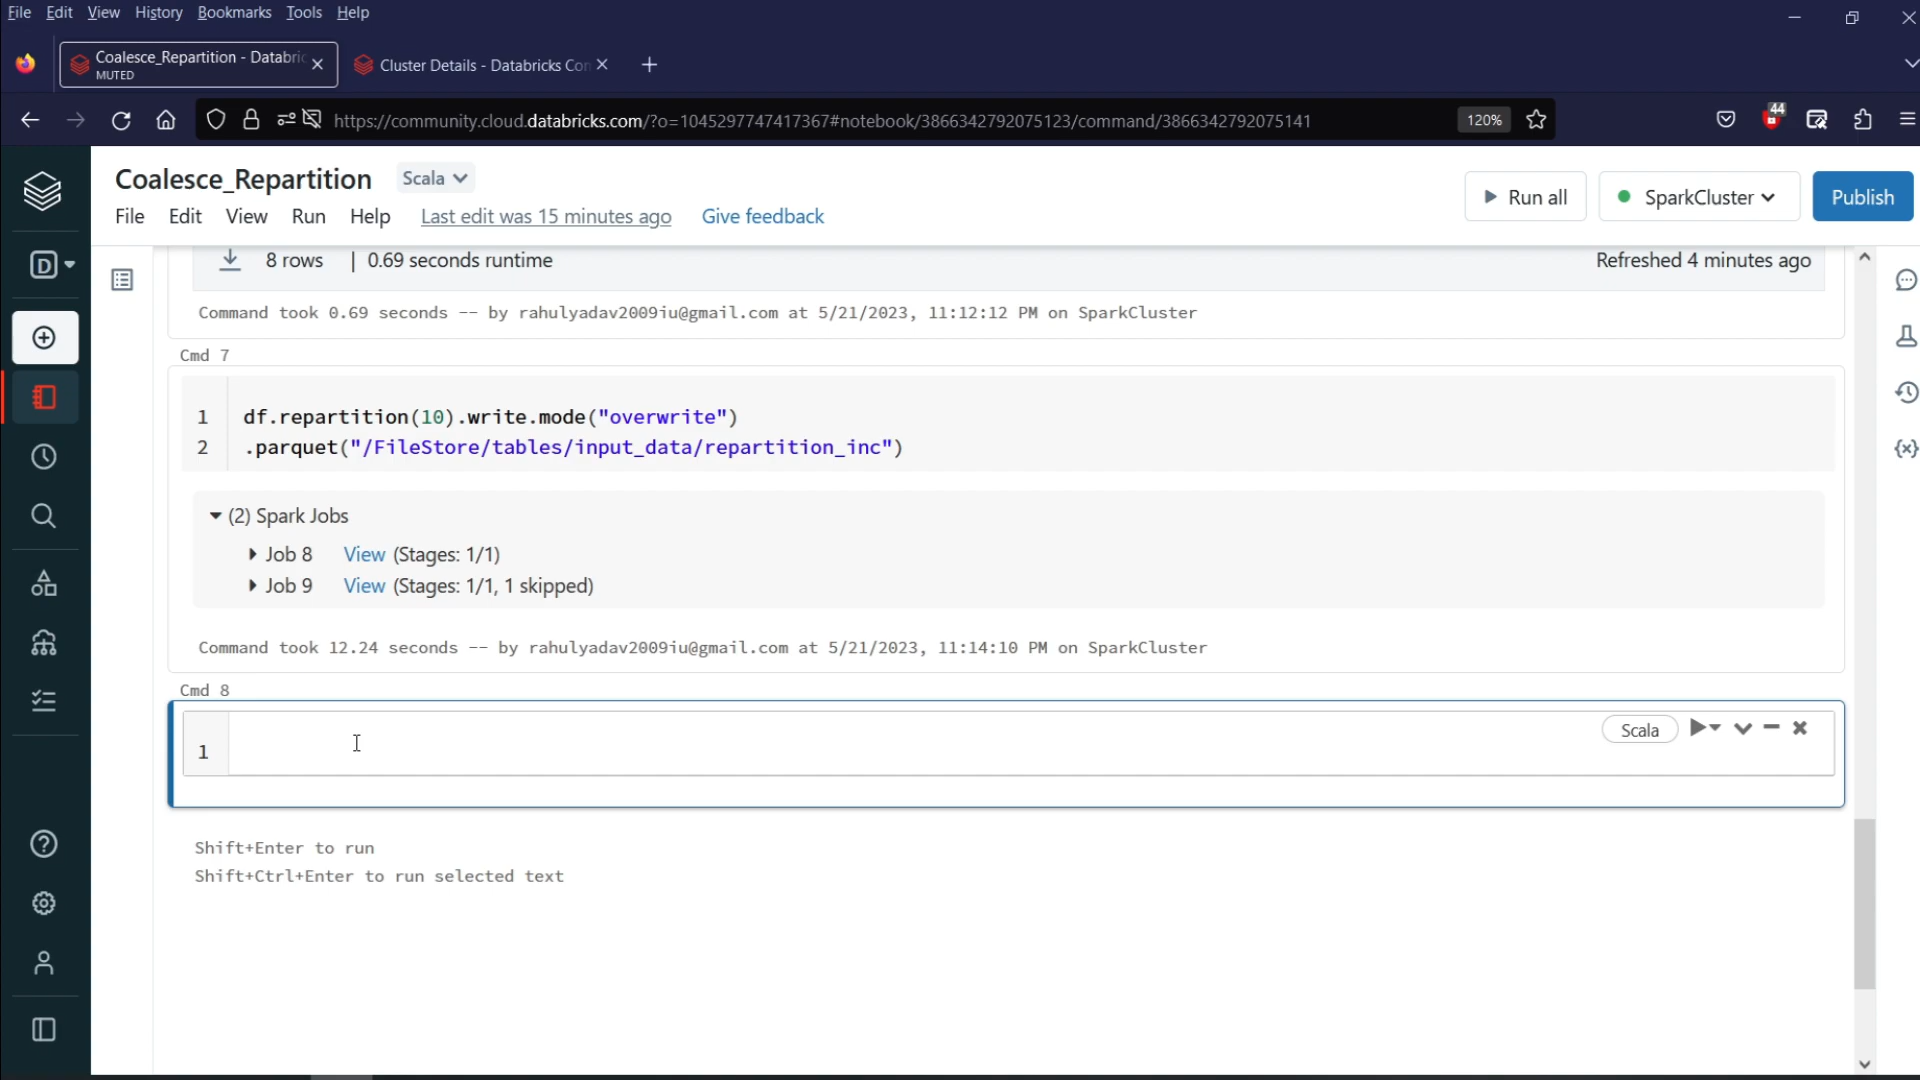 File Edit View History Bookmarks Tools Help
Coalesce_Repartition - Databric
MUTED
Cluster Details - Databricks Con
https://community.cloud.databricks.com/?o=1045297747417367#notebook/3866342792075123/command/3866342792075141
120%
44
Coalesce_Repartition Scala
File Edit View Run Help Last edit was 15 minutes ago Give feedback
Run all SparkCluster Publish
D
8 rows | 0.69 seconds runtime Refreshed 4 minutes ago
Command took 0.69 seconds -- by rahulyadav2009iu@gmail.com at 5/21/2023, 11:12:12 PM on SparkCluster
Cmd 7
1 df.repartition(10).write.mode("overwrite")
2 .parquet("/FileStore/tables/input_data/repartition_inc")
(2) Spark Jobs
Job 8 View (Stages: 1/1)
Job 9 View (Stages: 1/1, 1 skipped)
Command took 12.24 seconds -- by rahulyadav2009iu@gmail.com at 5/21/2023, 11:14:10 PM on SparkCluster
Cmd 8
Scala
1
Shift+Enter to run
Shift+Ctrl+Enter to run selected text